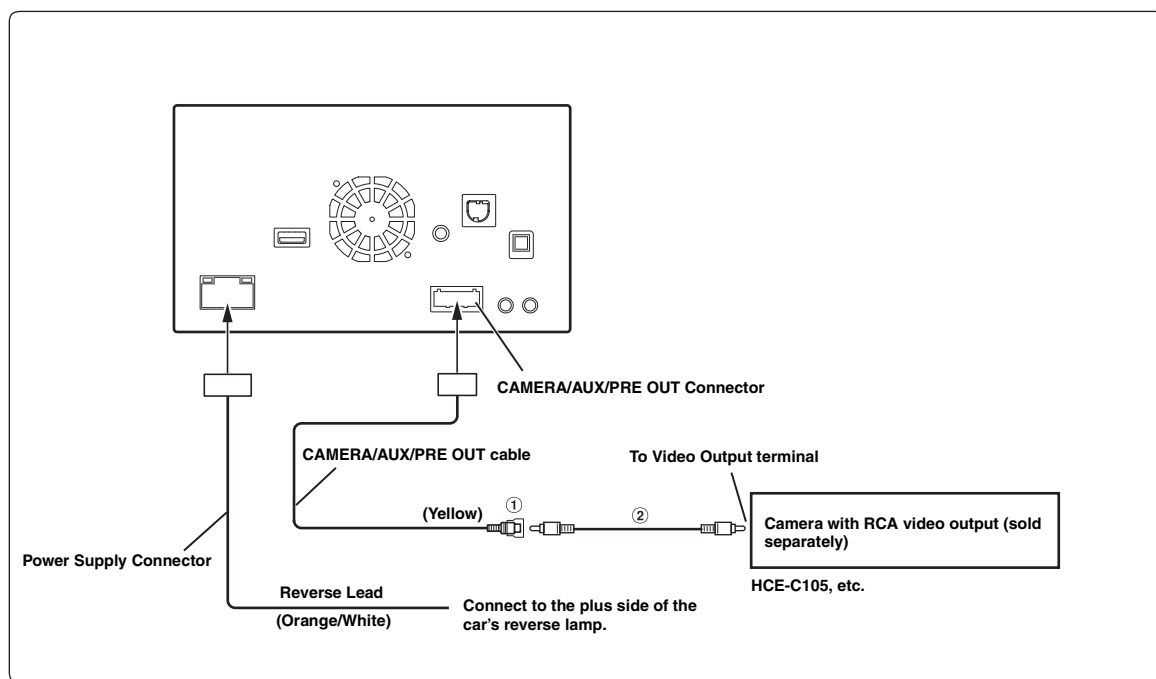 CAMERA/AUX/PRE OUT Connector
CAMERA/AUX/PRE OUT cable
To Video Output terminal
(Yellow)
①
②
Camera with RCA video output (sold
separately)
HCE-C105, etc.
Power Supply Connector
Reverse Lead
(Orange/White)
Connect to the plus side of the
car's reverse lamp.